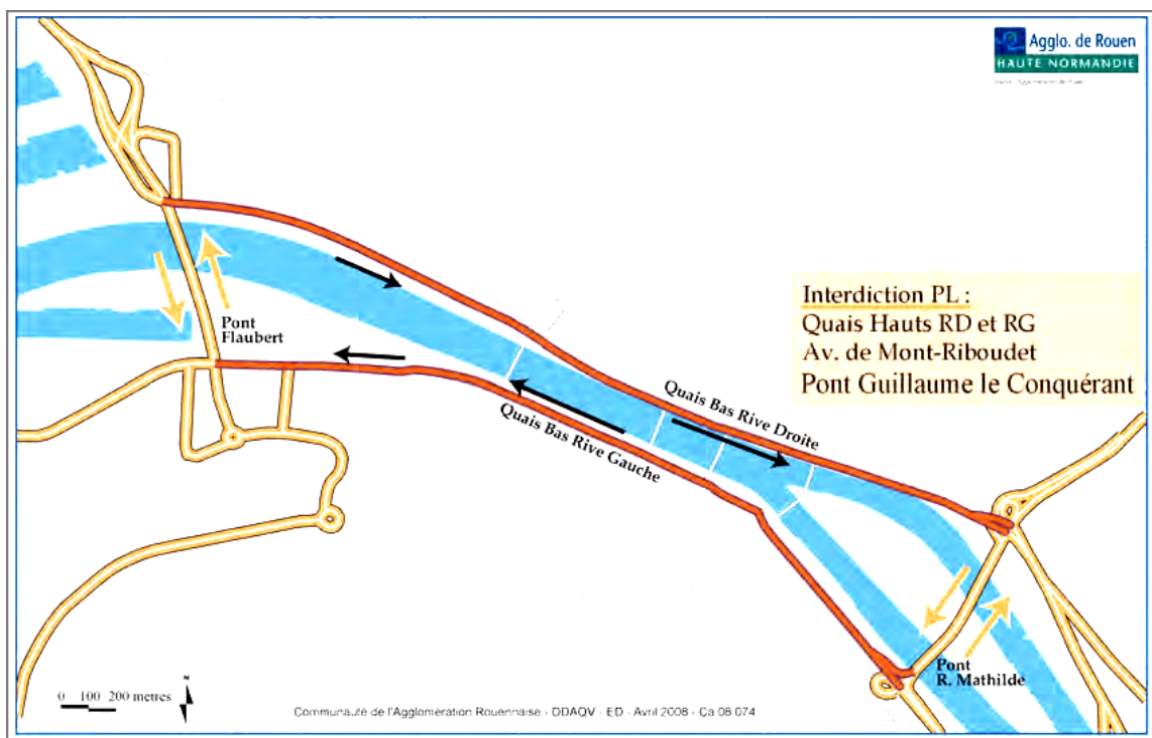 Agglo. de Rouen
HAUTE NORMANDIE
Interdiction PL :
Quais Hauts RD et RG
Av. de Mont-Riboudet
Pont Guillaume le Conquérant
Pont
Flaubert
Quais Bas Rive Droite
Quais Bas Rive Gauche
Pont
R. Mathilde
0 100 200 metres
N
Communauté de l'Agglomération Rouennaise - DDAQV - ED - Avril 2008 - Ca 08 074